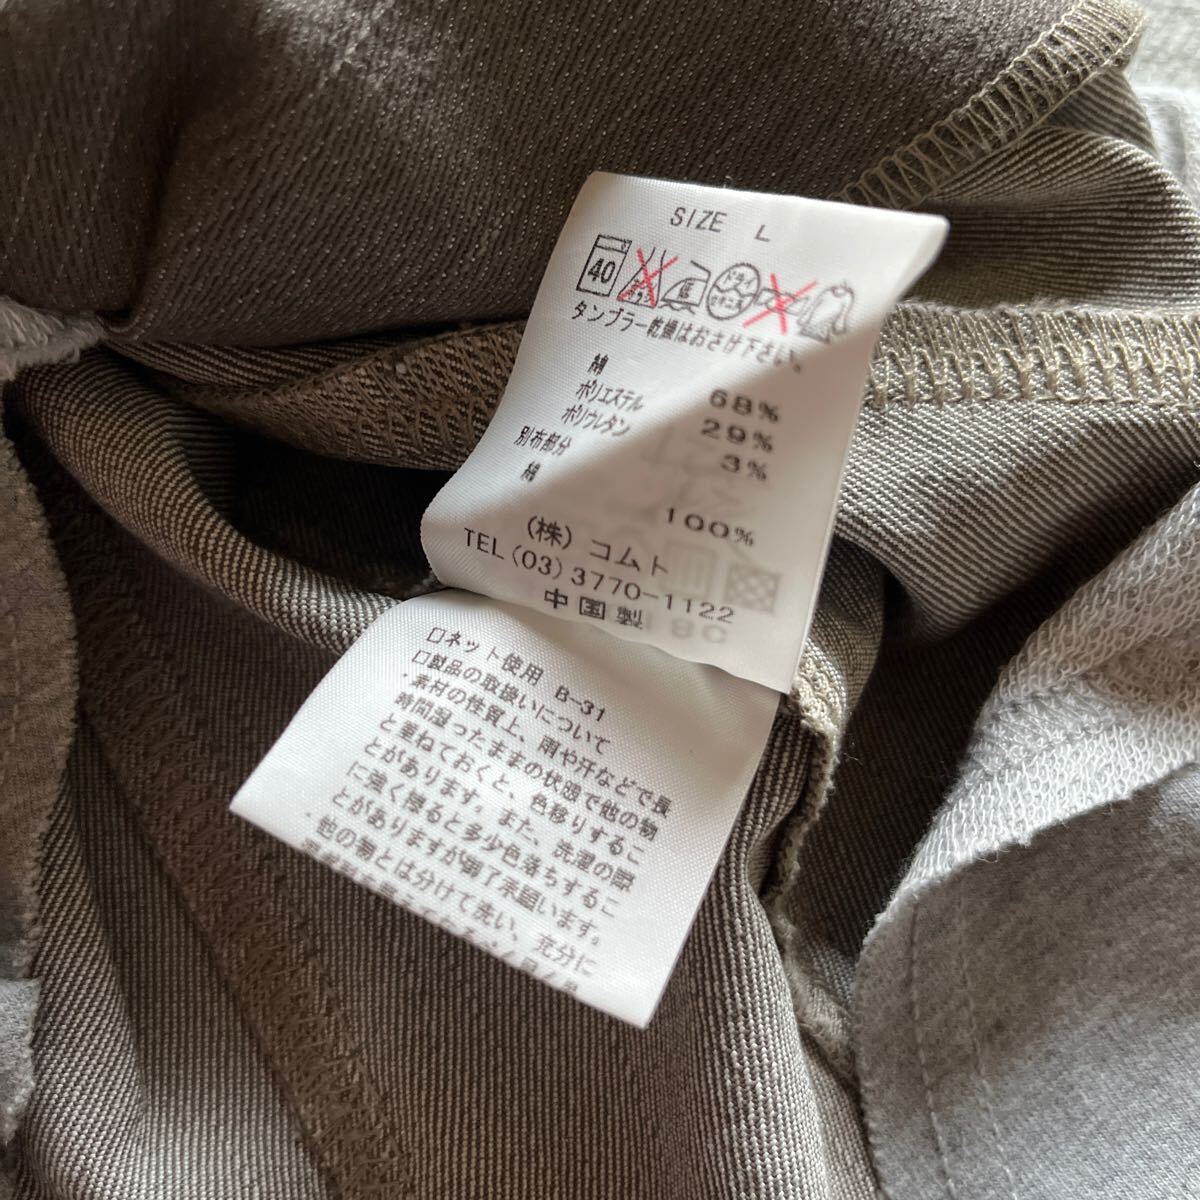 SIZE L
40
低
ドライ
タンブラー乾燥はおさけ下さい。
綿 68%
ポリエステル 29%
ポリウレタン 3%
別布部分
綿 100%
(株)コムト
TEL(03)3770-1122
中国製
口ネット使用 B-31
口製品の取扱いについて
・素材の性質上、雨や汗などで長
時間湿ったままの状態で他の物
と重ねておくと、色移りするこ
とがあります。また、洗濯の際
に強く擦ると多少色落ちするこ
とがありますが御了承願います。
・他の物とは分けて洗い、充分に